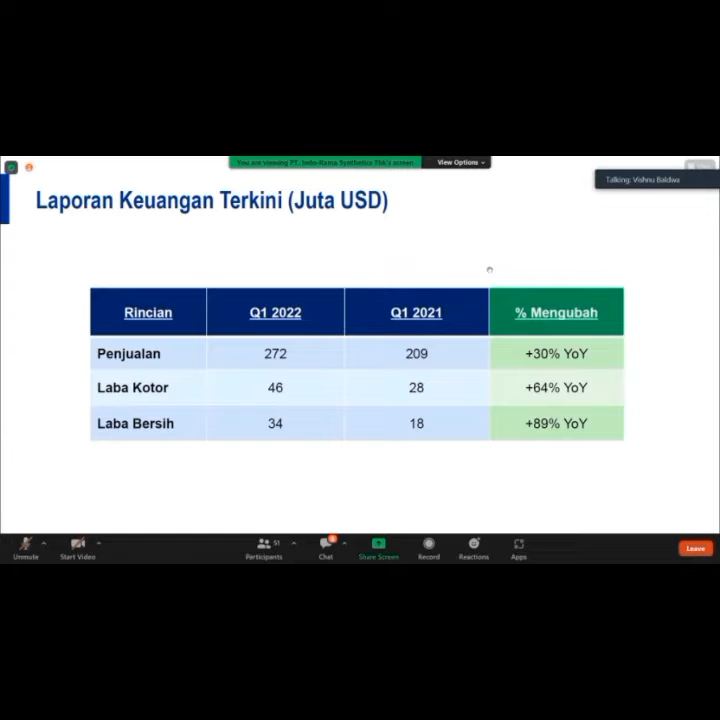 You are viewing PT. Indo-Rama Synthetics Tbk's screen View Options
Talking: Vishnu Baldwa
Laporan Keuangan Terkini (Juta USD)
Rincian Q1 2022 Q1 2021 % Mengubah
Penjualan 272 209 +30% YoY
Laba Kotor 46 28 +64% YoY
Laba Bersih 34 18 +89% YoY
Unmute Start Video Participants 51 Chat Share Screen Record Reactions Apps Leave